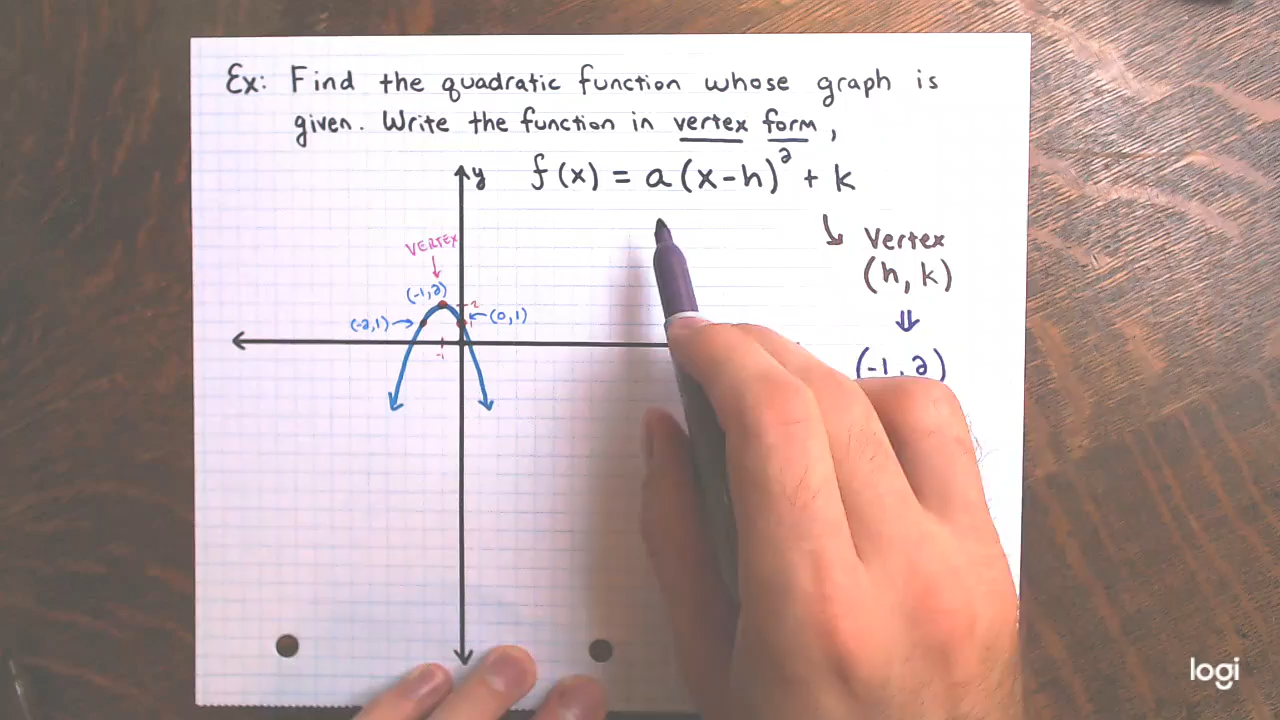 Ex: Find the quadratic function whose graph is
given. Write the function in vertex form,
y
f(x) = a(x-h)² + k
VERTEX
Vertex
(h, k)
(-1,2)
2
(-2,1)
(0,1)
1
-1
(-1, 2)
logi